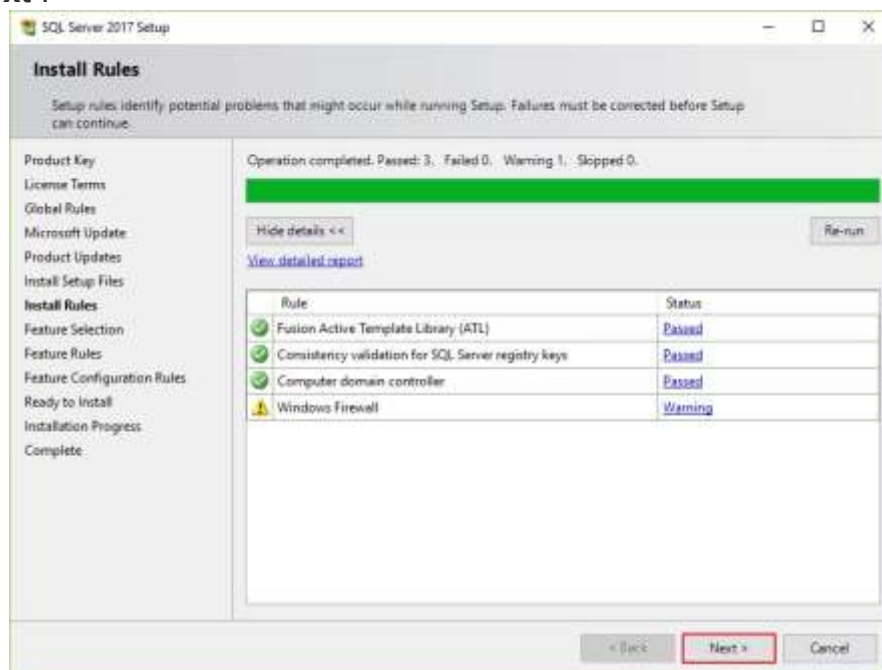 SQL Server 2017 Setup
Install Rules
Setup rules identify potential problems that might occur while running Setup. Failures must be corrected before Setup
can continue.
Product Key
License Terms
Global Rules
Microsoft Update
Product Updates
Install Setup Files
Install Rules
Feature Selection
Feature Rules
Feature Configuration Rules
Ready to Install
Installation Progress
Complete
Operation completed. Passed: 3. Failed 0. Warning 1. Skipped 0.
Hide details <<
Re-run
View detailed report
Rule Status
Fusion Active Template Library (ATL) Passed
Consistency validation for SQL Server registry keys Passed
Computer domain controller Passed
Windows Firewall Warning
< Back
Next >
Cancel